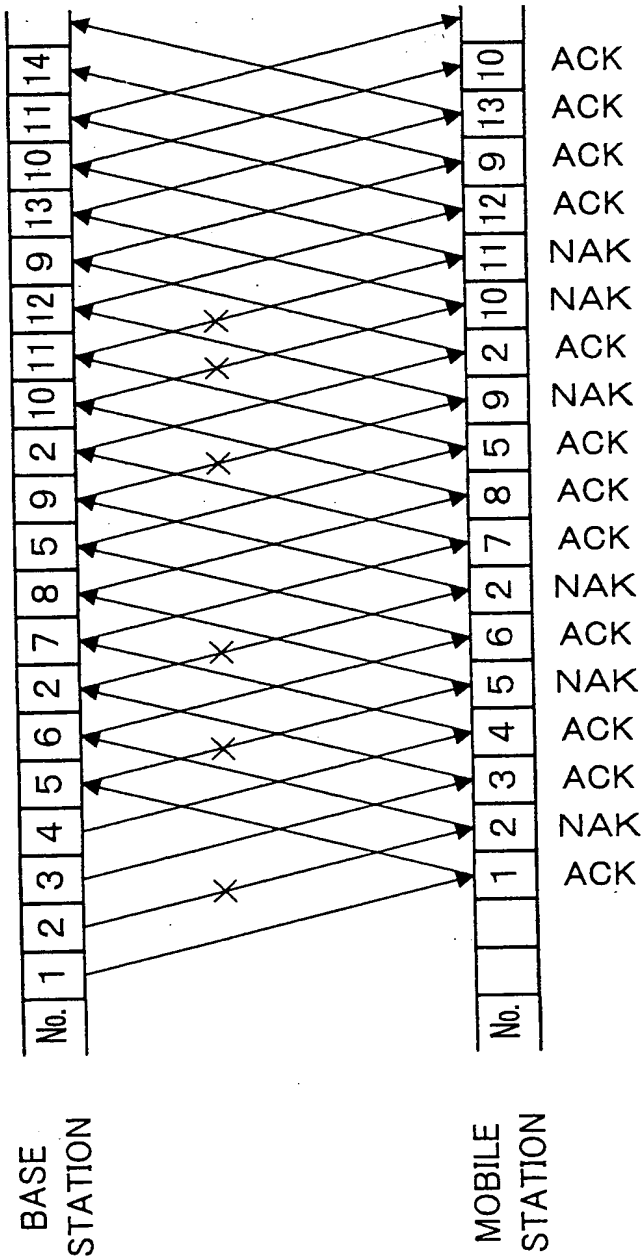 BASE
STATION
No. 1 2 3 4 5 6 2 7 8 5 9 2 10 11 12 9 13 10 11 14
MOBILE
STATION
No. 1 2 3 4 5 6 2 7 8 5 9 2 10 11 12 9 13 10
ACK
ACK
ACK
ACK
NAK
NAK
ACK
NAK
ACK
ACK
ACK
NAK
ACK
NAK
ACK
ACK
NAK
ACK